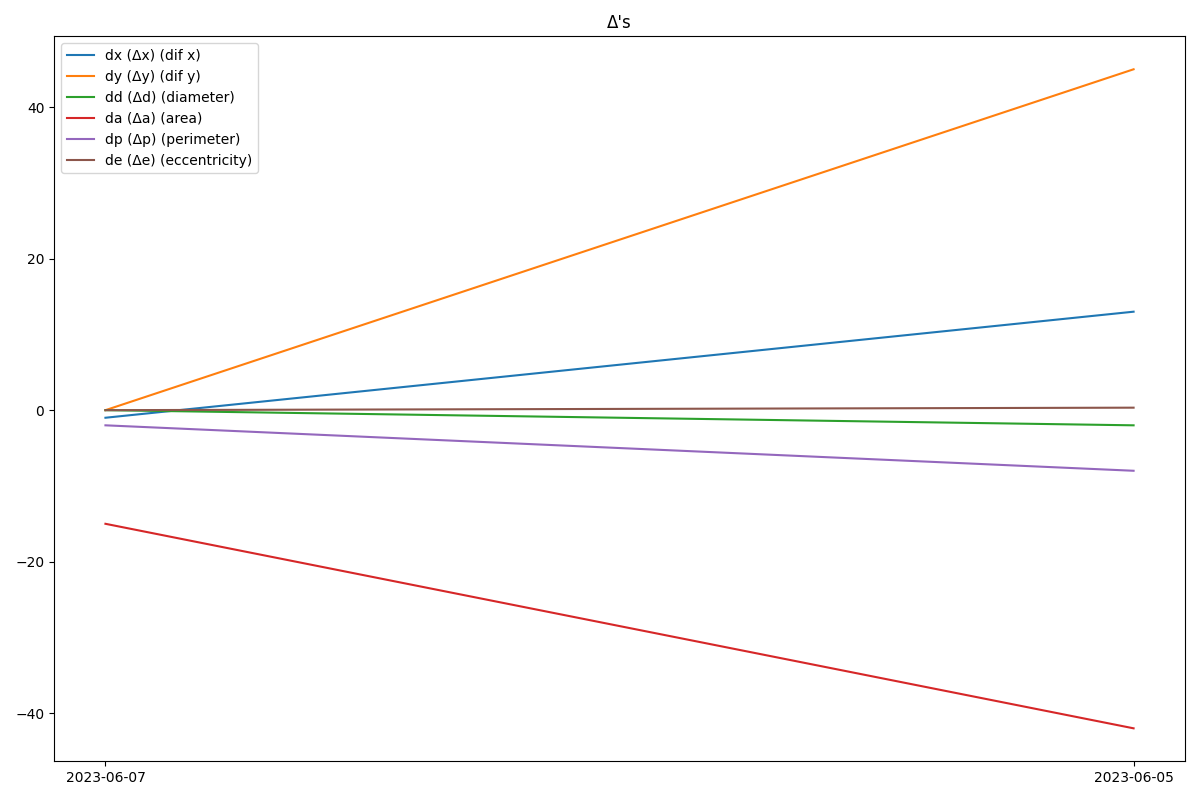 Δ's
dx (Δx) (dif x)
dy (Δy) (dif y)
dd (Δd) (diameter)
da (Δa) (area)
dp (Δp) (perimeter)
de (Δe) (eccentricity)
40
20
0
−20
−40
2023-06-07
2023-06-05